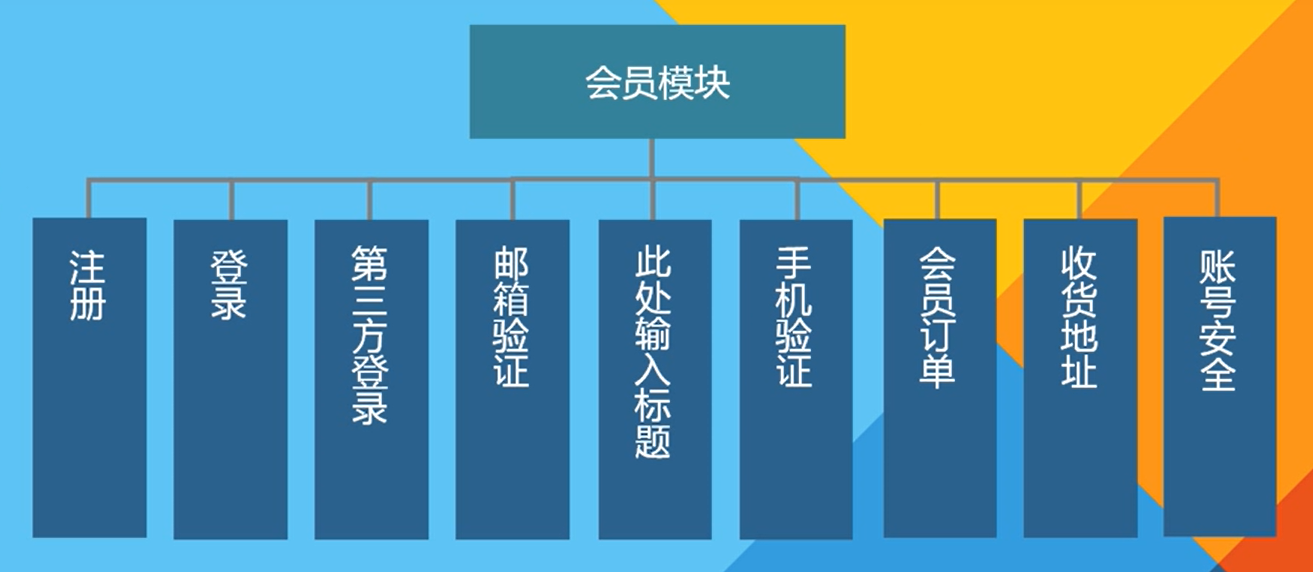 会员模块
注册
登录
第三方登录
邮箱验证
此处输入标题
手机验证
会员订单
收货地址
账号安全